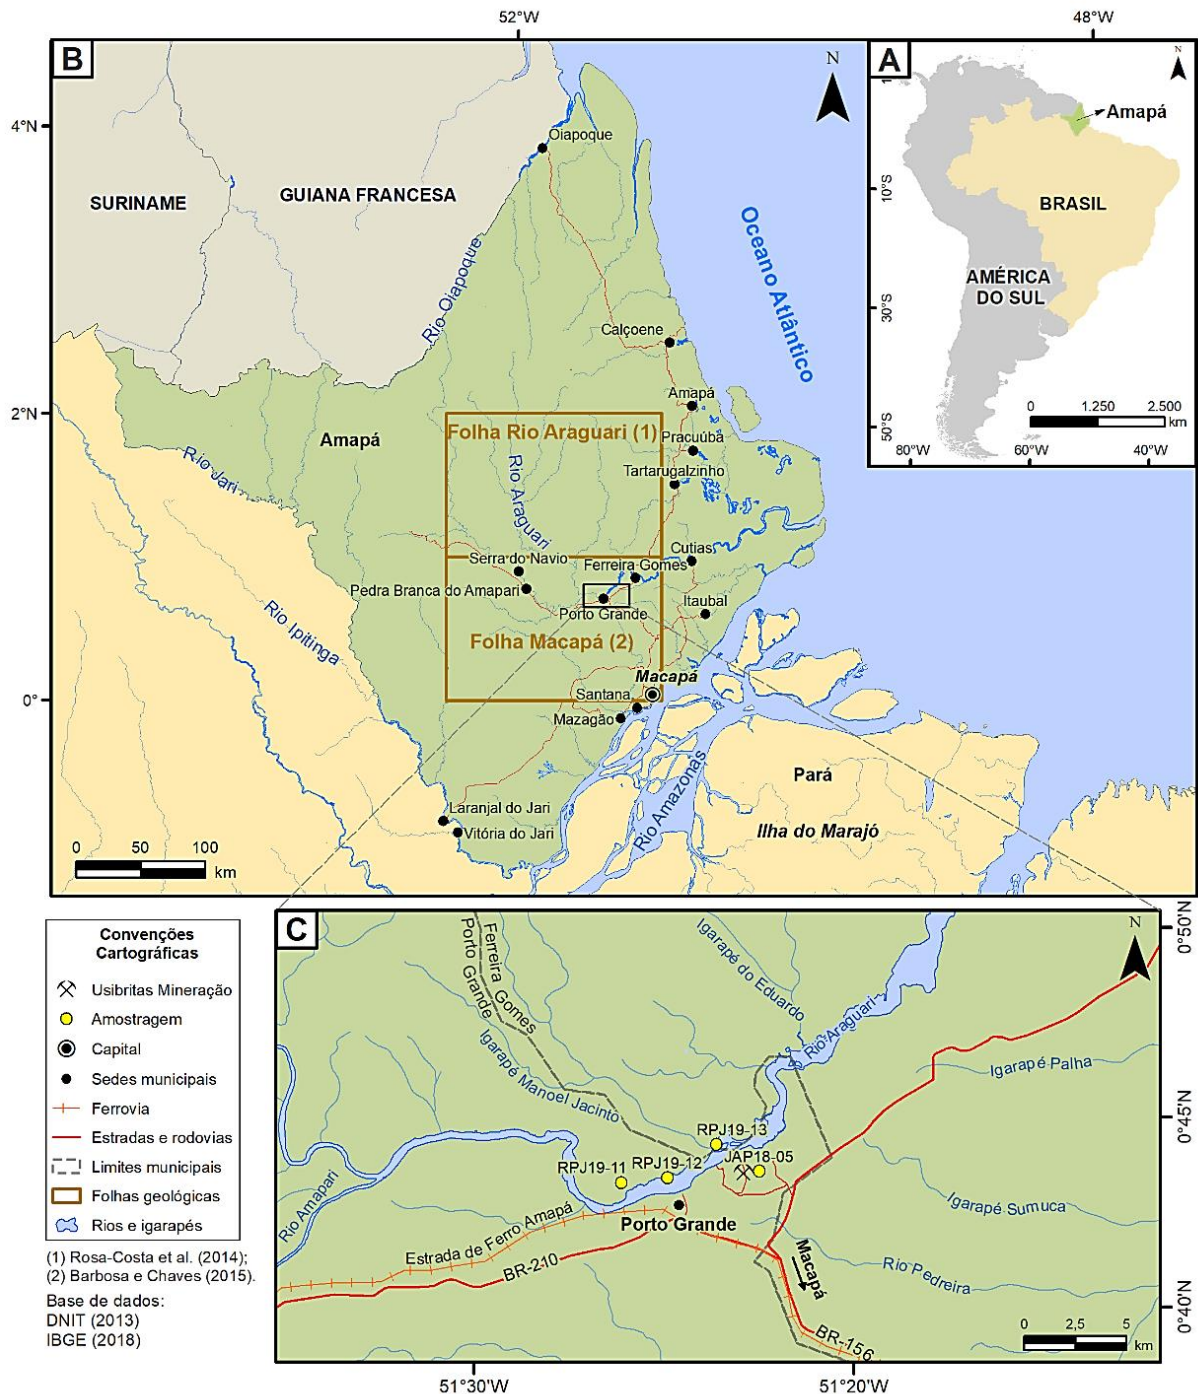 52°W
48°W
B
N
4°N
Oiapoque
SURINAME
GUIANA FRANCESA
Rio Oiapoque
Oceano Atlântico
Calçoene
2°N
Amapá
Amapá
Folha Rio Araguari (1)
Pracuúba
Rio Jari
Rio Araguari
Tartarugalzinho
Serra do Navio
Cutias
Ferreira Gomes
Pedra Branca do Amapari
Itaubal
Porto Grande
Rio Ipitinga
Folha Macapá (2)
Macapá
Santana
0°
Mazagão
Rio Amazonas
Pará
Laranjal do Jari
Ilha do Marajó
Vitória do Jari
0 50 100
km
A
N
Amapá
10°S
BRASIL
AMÉRICA
DO SUL
30°S
0 1.250 2.500
km
50°S
80°W 60°W 40°W
C
N
0°50'N
Ferreira Gomes
Porto Grande
Igarapé do Eduardo
Rio Araguari
Igarapé Manoel Jacinto
Igarapé Palha
0°45'N
RPJ19-13
RPJ19-12
JAP18-05
RPJ19-11
Rio Amapari
Porto Grande
Igarapé Sumuca
Estrada de Ferro Amapá
BR-210
Macapá
Rio Pedreira
0°40'N
BR-156
0 2,5 5
km
51°30'W
51°20'W
Convenções
Cartográficas
Usibritas Mineração
Amostragem
Capital
Sedes municipais
Ferrovia
Estradas e rodovias
Limites municipais
Folhas geológicas
Rios e igarapés
(1) Rosa-Costa et al. (2014);
(2) Barbosa e Chaves (2015).
Base de dados:
DNIT (2013)
IBGE (2018)